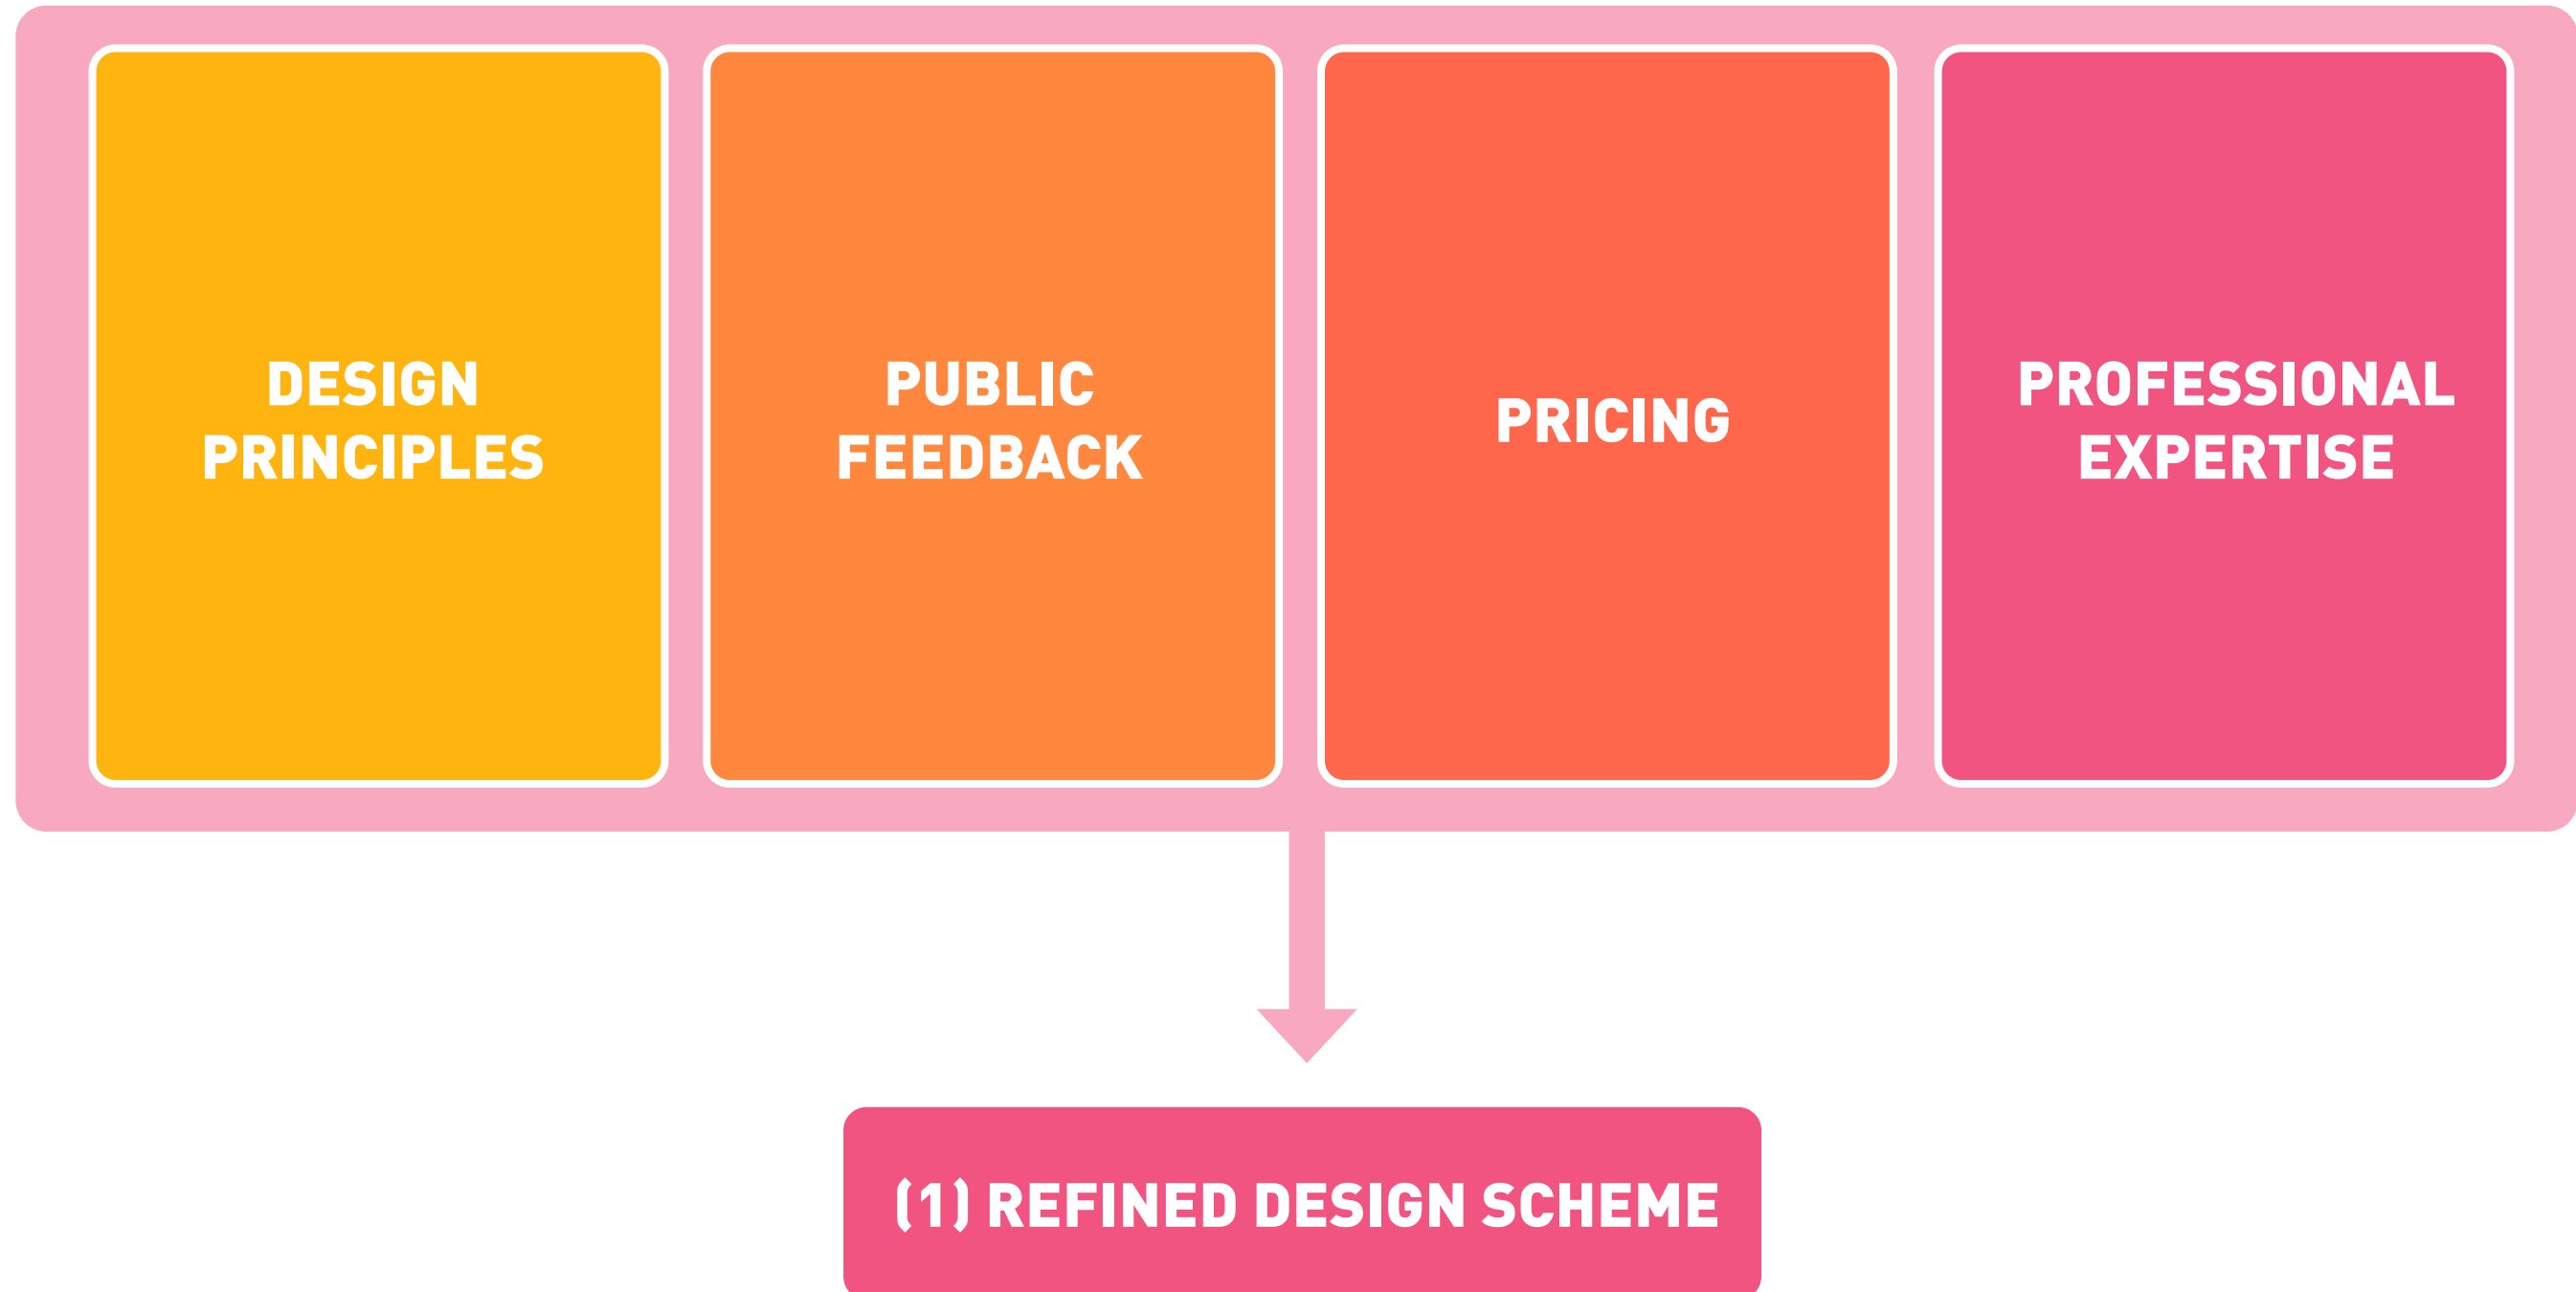 DESIGN
PRINCIPLES
PUBLIC
FEEDBACK
PRICING
PROFESSIONAL
EXPERTISE
(1) REFINED DESIGN SCHEME